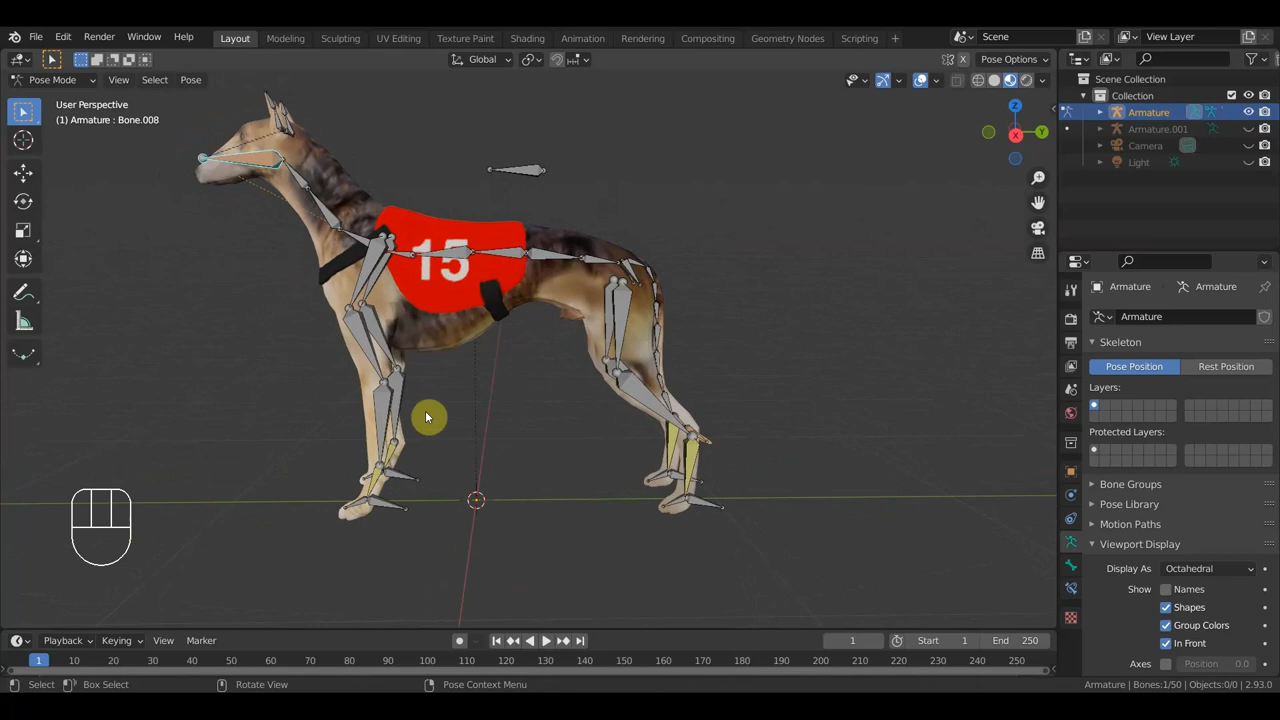 File Edit Render Window Help Layout Modeling Sculpting UV Editing Texture Paint Shading Animation Rendering Compositing Geometry Nodes Scripting + Scene View Layer
Global Pose Options
Pose Mode View Select Pose
User Perspective
(1) Armature : Bone.008
Scene Collection
Collection
Armature
Armature.001
Camera
Light
Z
Y
X
15
Armature Armature
Armature
Skeleton
Pose Position Rest Position
Layers:
Protected Layers:
Bone Groups
Pose Library
Motion Paths
Viewport Display
Display As Octahedral
Show Names
Shapes
Group Colors
In Front
Axes Position 0.0
Playback Keying View Marker 1 Start 1 End 250
1 10 20 30 40 50 60 70 80 90 100 110 120 130 140 150 160 170 180 190 200 210 220 230 240 250
Select Box Select Rotate View Pose Context Menu Armature | Bones:1/50 | Objects:0/0 | 2.93.0